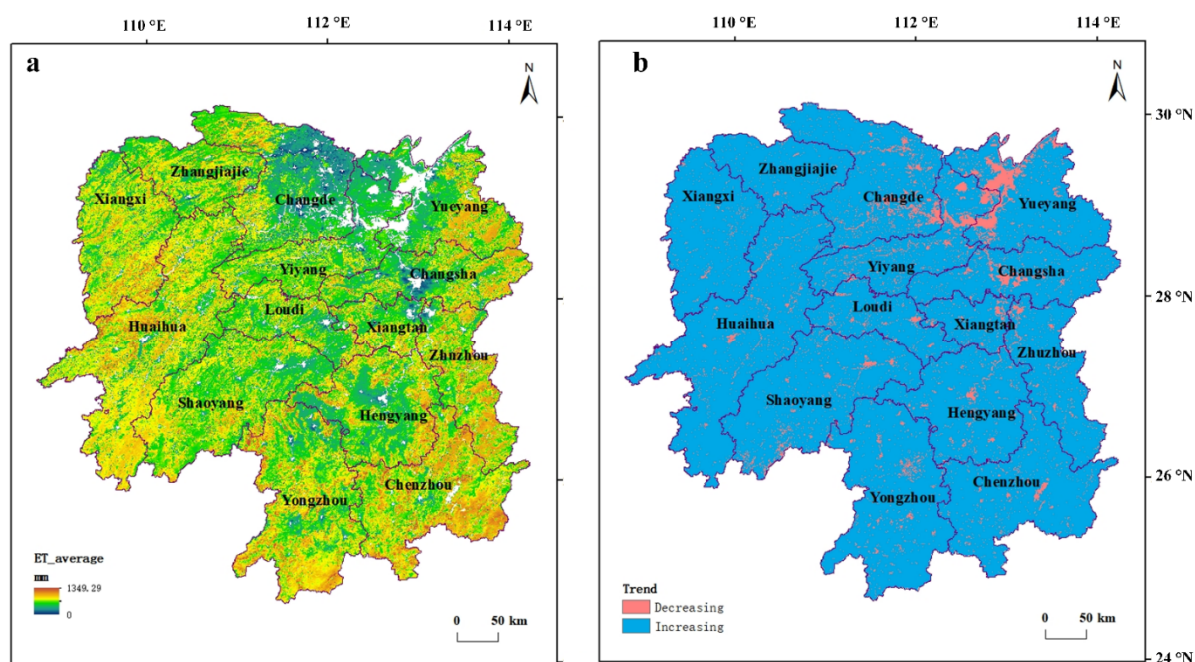 110 °E
112 °E
114 °E
a
N
Zhangjiajie
Xiangxi
Changde
Yueyang
Yiyang
Changsha
Loudi
Huaihua
Xiangtan
Zhuzhou
Shaoyang
Hengyang
Chenzhou
Yongzhou
ET_average
mm
1349.29
0
0 50 km
110 °E
112 °E
114 °E
b
N
30 °N
Zhangjiajie
Xiangxi
Changde
Yueyang
Yiyang
Changsha
28 °N
Loudi
Huaihua
Xiangtan
Zhuzhou
Shaoyang
Hengyang
26 °N
Chenzhou
Yongzhou
Trend
Decreasing
Increasing
0 50 km
24 °N